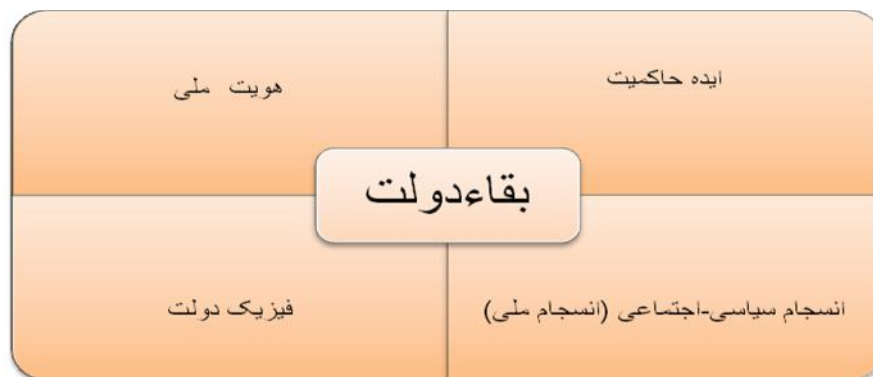 ایده حاکمیت
هویت ملی
بقاءدولت
انسجام سیاسی-اجتماعی (انسجام ملی)
فیزیک دولت